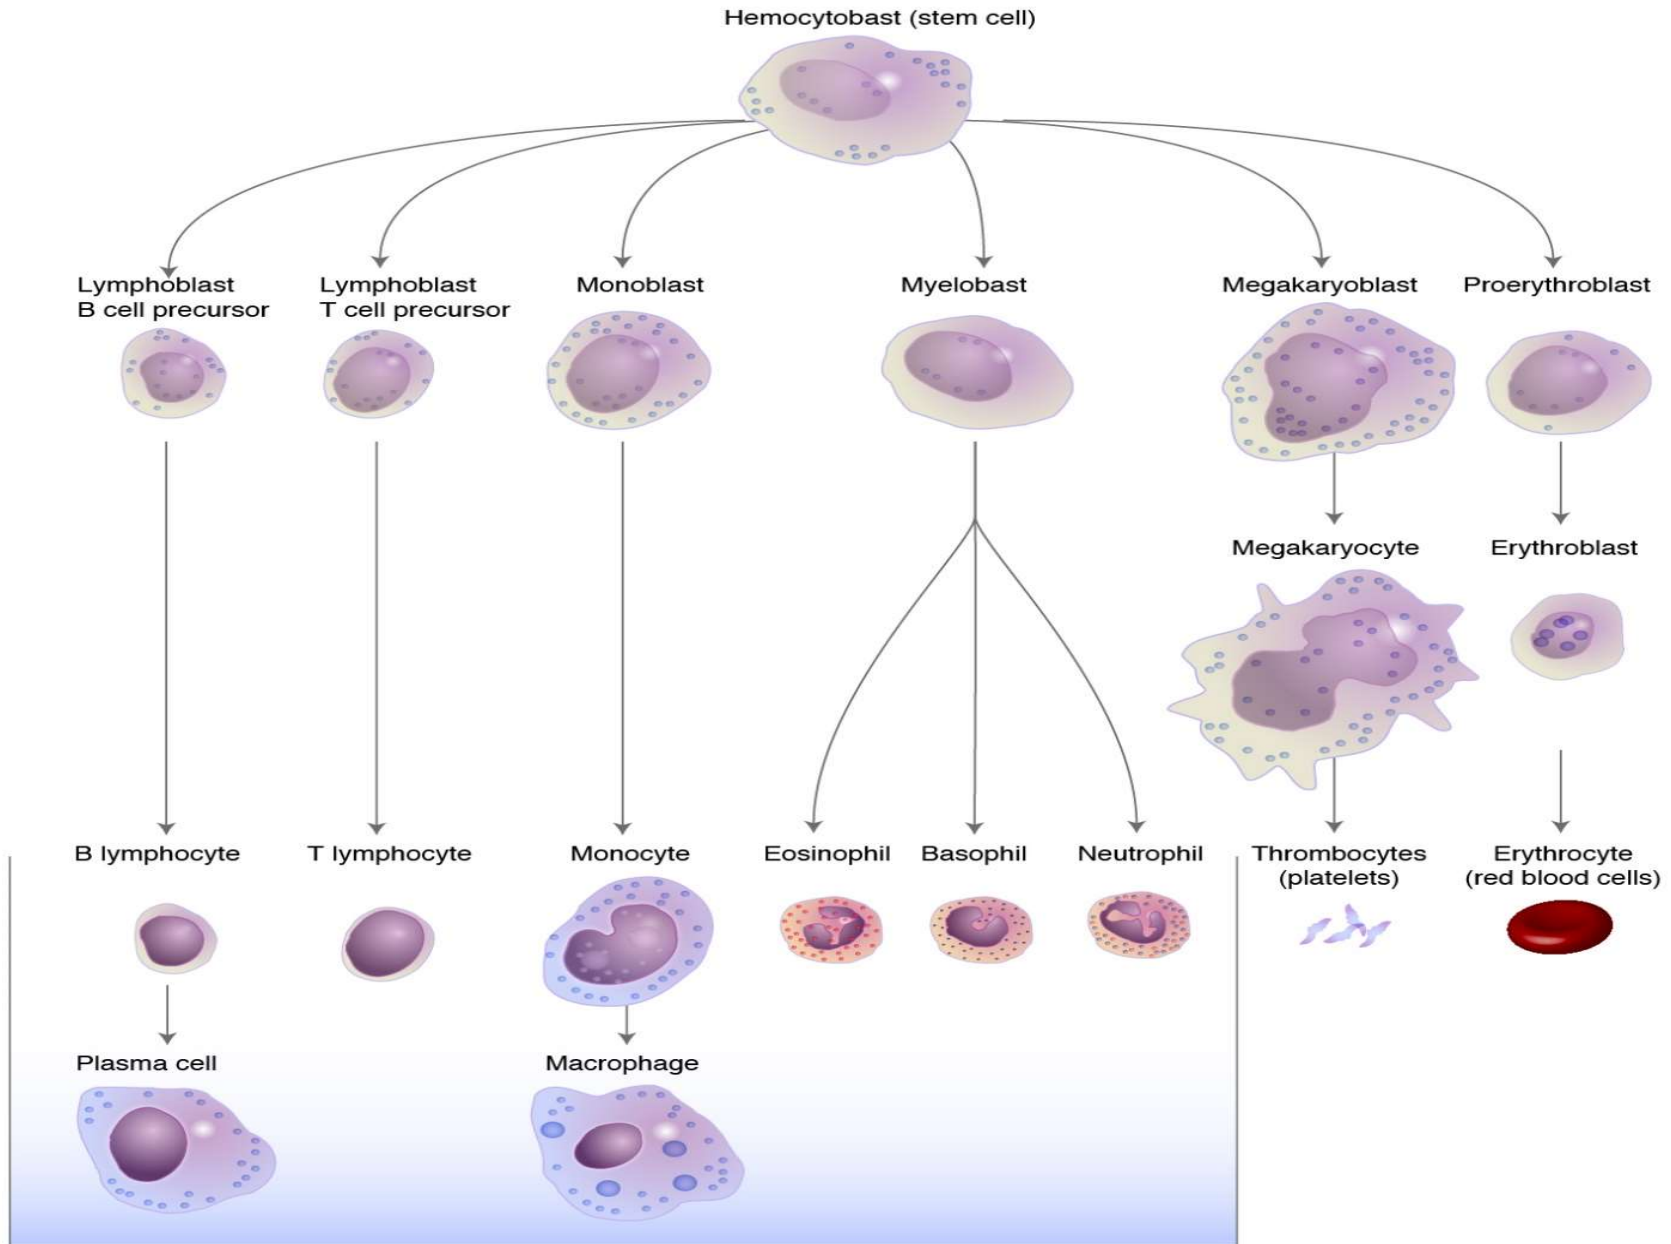 Hemocytobast (stem cell)
Lymphoblast
B cell precursor
Lymphoblast
T cell precursor
Monoblast
Myelobast
Megakaryoblast
Proerythroblast
Megakaryocyte
Erythroblast
B lymphocyte
T lymphocyte
Monocyte
Eosinophil
Basophil
Neutrophil
Thrombocytes
(platelets)
Erythrocyte
(red blood cells)
Plasma cell
Macrophage